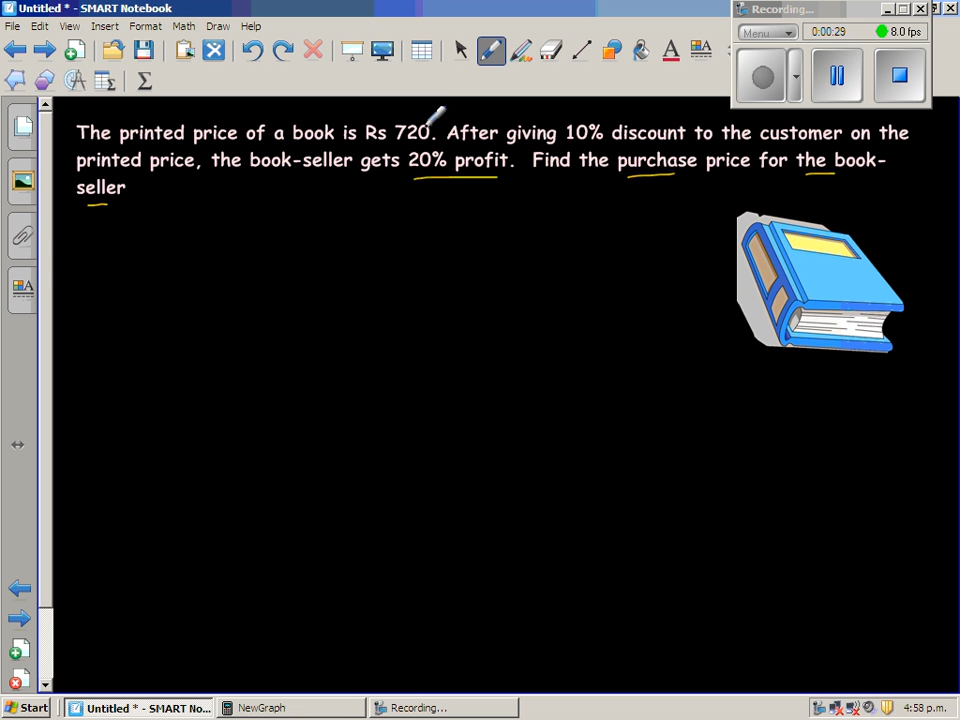 Untitled * - SMART Notebook
Recording...
File Edit View Insert Format Math Draw Help
Menu
0:00:29
8.0 fps
The printed price of a book is Rs 720. After giving 10% discount to the customer on the
printed price, the book-seller gets 20% profit. Find the purchase price for the book-
seller
Start
Untitled * - SMART No...
NewGraph
Recording...
4:58 p.m.